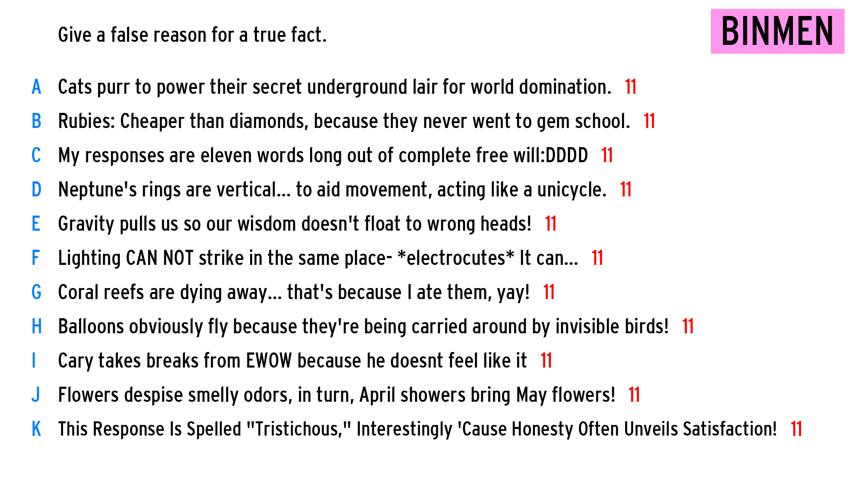 Give a false reason for a true fact.
BINMEN
A Cats purr to power their secret underground lair for world domination. 11
B Rubies: Cheaper than diamonds, because they never went to gem school. 11
C My responses are eleven words long out of complete free will:DDDD 11
D Neptune's rings are vertical... to aid movement, acting like a unicycle. 11
E Gravity pulls us so our wisdom doesn't float to wrong heads! 11
F Lighting CAN NOT strike in the same place- *electrocutes* It can... 11
G Coral reefs are dying away... that's because I ate them, yay! 11
H Balloons obviously fly because they're being carried around by invisible birds! 11
I Cary takes breaks from EWOW because he doesnt feel like it 11
J Flowers despise smelly odors, in turn, April showers bring May flowers! 11
K This Response Is Spelled "Tristichous," Interestingly 'Cause Honesty Often Unveils Satisfaction! 11